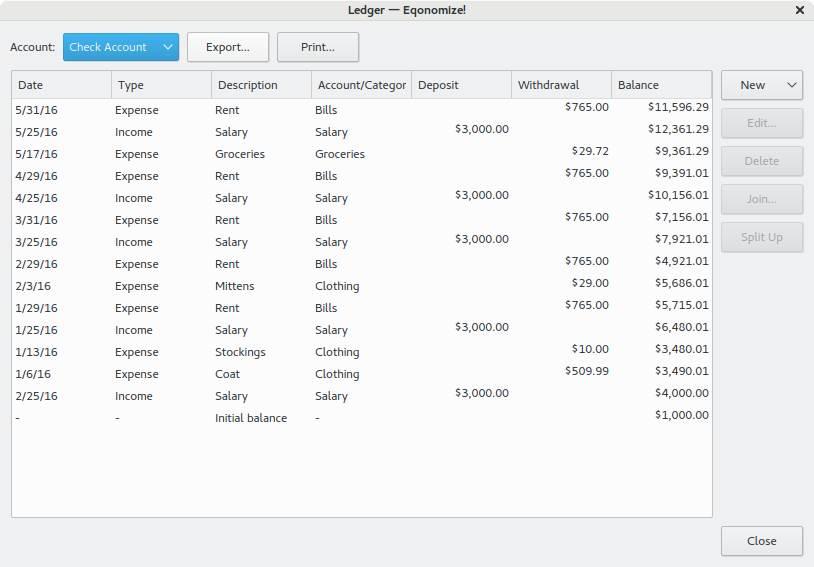 Ledger — Eqonomize!
Account: Check Account Export... Print...
Date Type Description Account/Categor Deposit Withdrawal Balance New
5/31/16 Expense Rent Bills $765.00 $11,596.29
5/25/16 Income Salary Salary $3,000.00 $12,361.29 Edit...
5/17/16 Expense Groceries Groceries $29.72 $9,361.29 Delete
4/29/16 Expense Rent Bills $765.00 $9,391.01
4/25/16 Income Salary Salary $3,000.00 $10,156.01 Join...
3/31/16 Expense Rent Bills $765.00 $7,156.01
3/25/16 Income Salary Salary $3,000.00 $7,921.01 Split Up
2/29/16 Expense Rent Bills $765.00 $4,921.01
2/3/16 Expense Mittens Clothing $29.00 $5,686.01
1/29/16 Expense Rent Bills $765.00 $5,715.01
1/25/16 Income Salary Salary $3,000.00 $6,480.01
1/13/16 Expense Stockings Clothing $10.00 $3,480.01
1/6/16 Expense Coat Clothing $509.99 $3,490.01
2/25/16 Income Salary Salary $3,000.00 $4,000.00
- - Initial balance - $1,000.00
Close